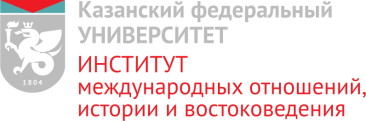 Казанский федеральный
УНИВЕРСИТЕТ
ИНСТИТУТ
международных отношений,
истории и востоковедения
1804